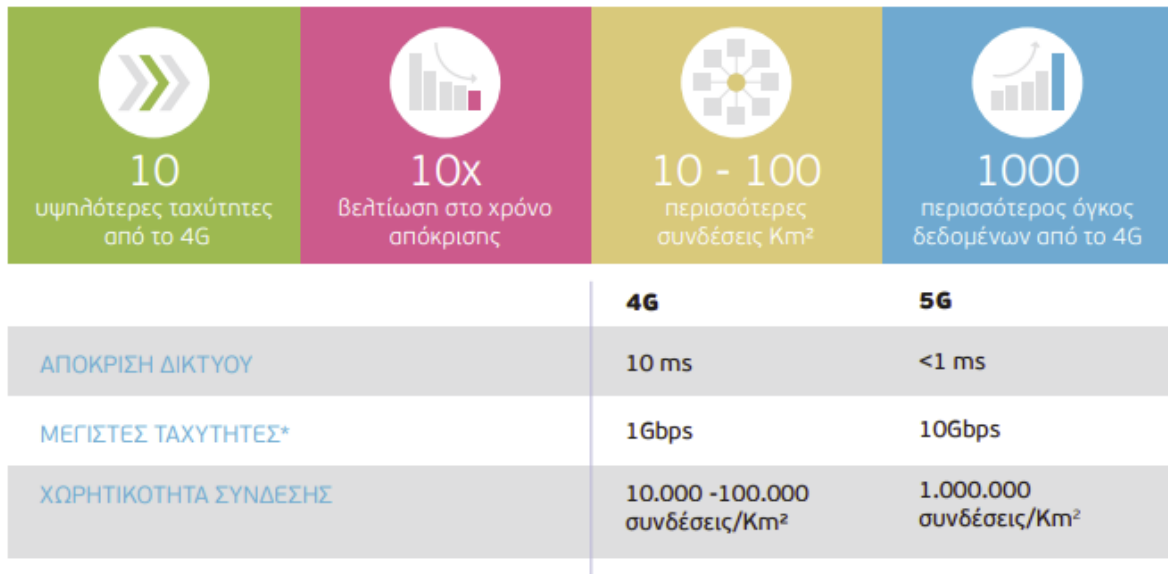 10
υψηλότερες ταχύτητες
από το 4G
10x
βελτίωση στο χρόνο
απόκρισης
10 - 100
περισσότερες
συνδέσεις Km²
1000
περισσότερος όγκος
δεδομένων από το 4G
4G 5G
ΑΠΟΚΡΙΣΗ ΔΙΚΤΥΟΥ 10 ms <1 ms
ΜΕΓΙΣΤΕΣ ΤΑΧΥΤΗΤΕΣ* 1Gbps 10Gbps
ΧΩΡΗΤΙΚΟΤΗΤΑ ΣΥΝΔΕΣΗΣ 10.000 -100.000 1.000.000
συνδέσεις/Km² συνδέσεις/Km²